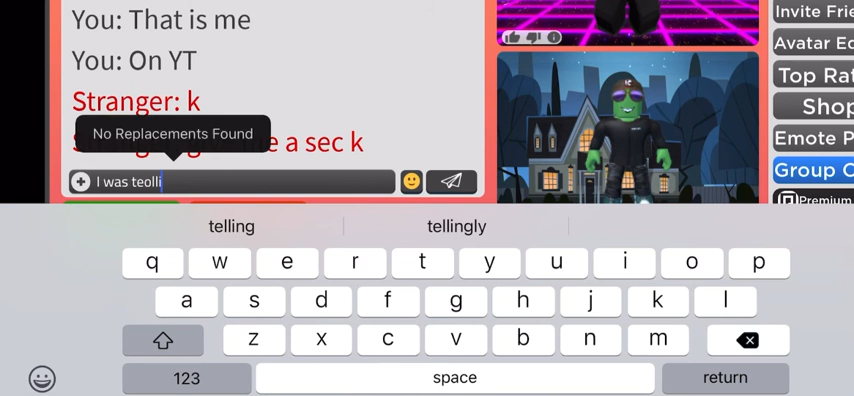 You: That is me
You: On YT
Stranger: k
No Replacements Found
e a sec k
I was teolli
Invite Frie
Avatar Ed
Top Rat
Shop
Emote P
Group C
Premium
telling
tellingly
q w e r t y u i o p
a s d f g h j k l
z x c v b n m
123 space return